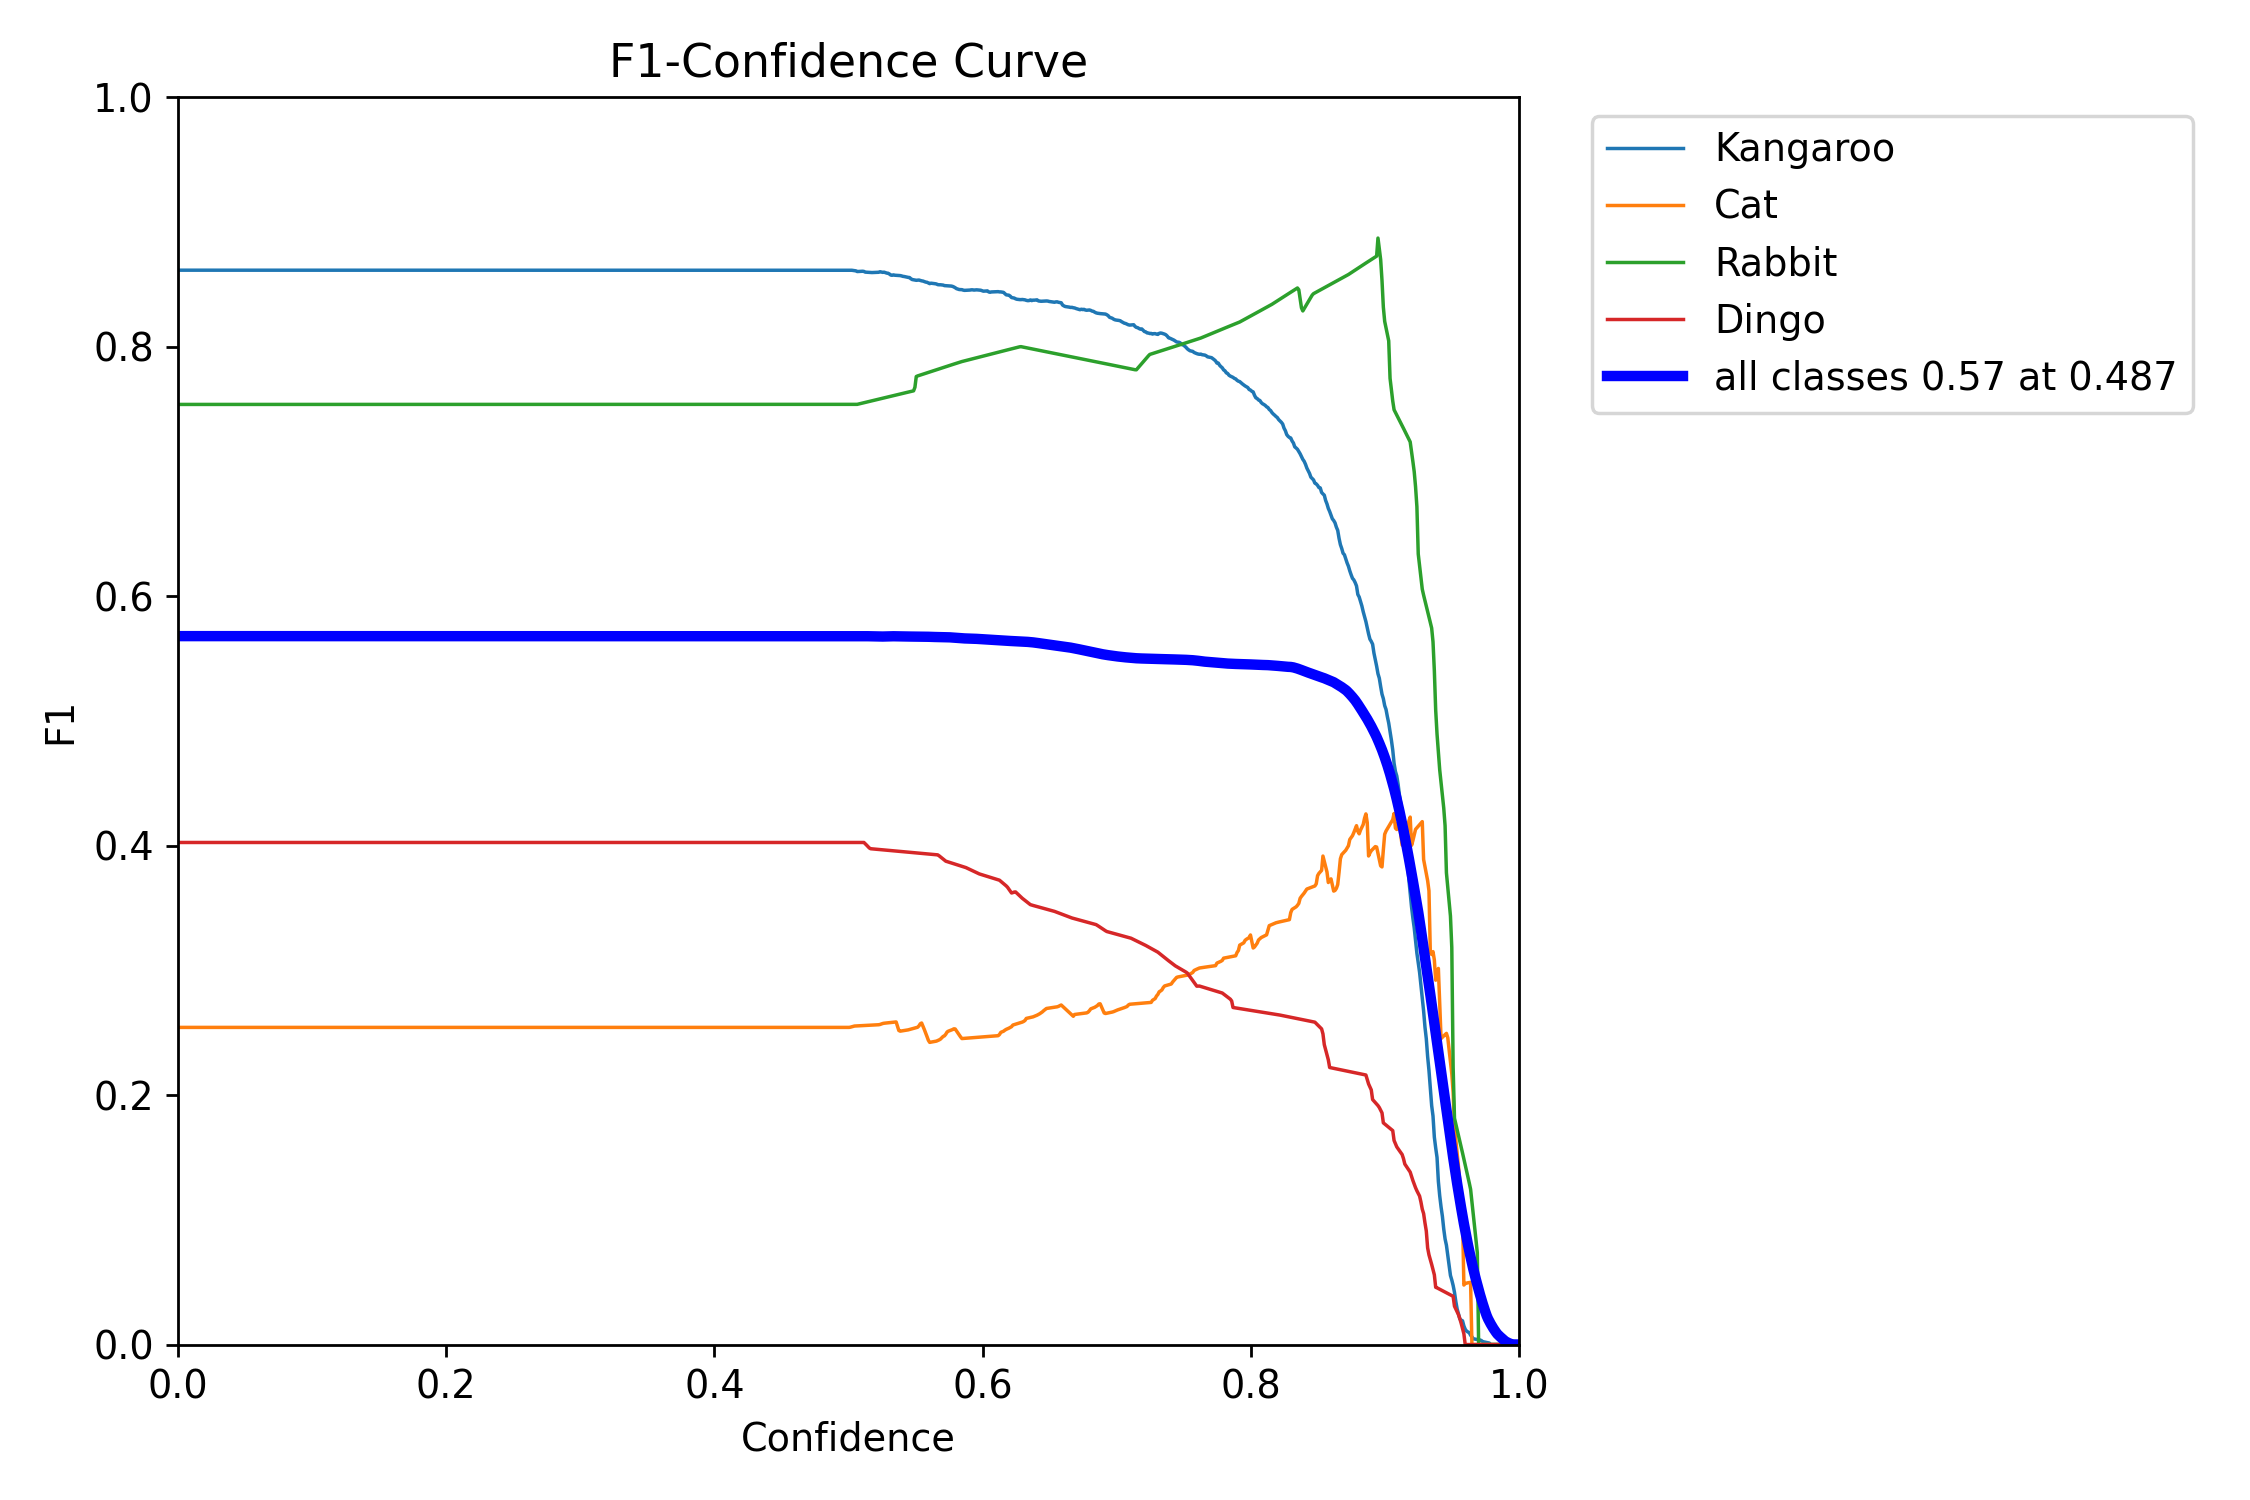 F1-Confidence Curve
1.0
0.8
0.6
0.4
0.2
0.0
F1
0.0 0.2 0.4 0.6 0.8 1.0
Confidence
Kangaroo
Cat
Rabbit
Dingo
all classes 0.57 at 0.487